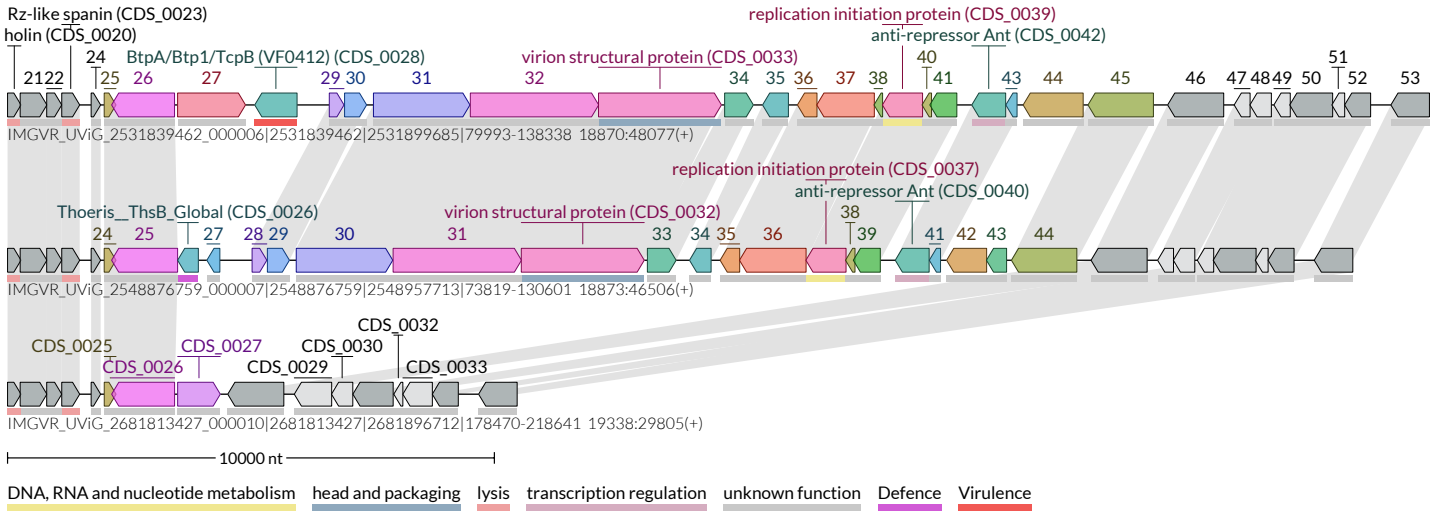 Rz-like spanin (CDS_0023)
replication initiation protein (CDS_0039)
holin (CDS_0020)
anti-repressor Ant (CDS_0042)
24 BtpA/Btp1/TcpB (VF0412) (CDS_0028) virion structural protein (CDS_0033) 40 51
21 22 25 26 27 29 30 31 32 34 35 36 37 38 41 43 44 45 46 47 48 49 50 52 53
IMGVR_UViG_2531839462_000006|2531839462|2531899685|79993-138338 18870:48077(+)
replication initiation protein (CDS_0037)
anti-repressor Ant (CDS_0040)
Thoeris__ThsB_Global (CDS_0026) virion structural protein (CDS_0032) 38
24 25 27 28 29 30 31 33 34 35 36 39 41 42 43 44
IMGVR_UViG_2548876759_000007|2548876759|2548957713|73819-130601 18873:46506(+)
CDS_0032
CDS_0025 CDS_0027 CDS_0030
CDS_0026 CDS_0029 CDS_0033
IMGVR_UViG_2681813427_000010|2681813427|2681896712|178470-218641 19338:29805(+)
10000 nt
DNA, RNA and nucleotide metabolism head and packaging lysis transcription regulation unknown function Defence Virulence